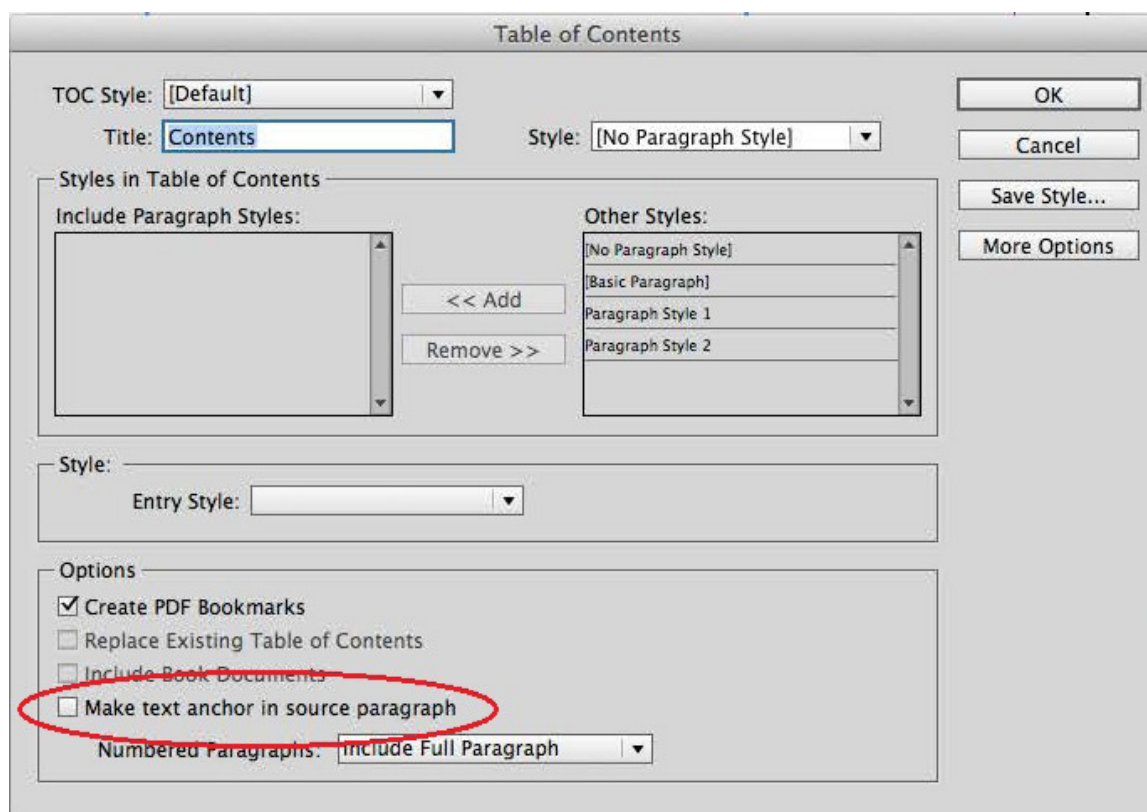 Table of Contents
TOC Style: [Default]
OK
Title: Contents Style: [No Paragraph Style]
Cancel
Styles in Table of Contents
Save Style...
Include Paragraph Styles: Other Styles:
[No Paragraph Style]
More Options
[Basic Paragraph]
<< Add
Paragraph Style 1
Remove >>
Paragraph Style 2
Style:
Entry Style:
Options
Create PDF Bookmarks
Replace Existing Table of Contents
Include Book Documents
Make text anchor in source paragraph
Numbered Paragraphs: Include Full Paragraph